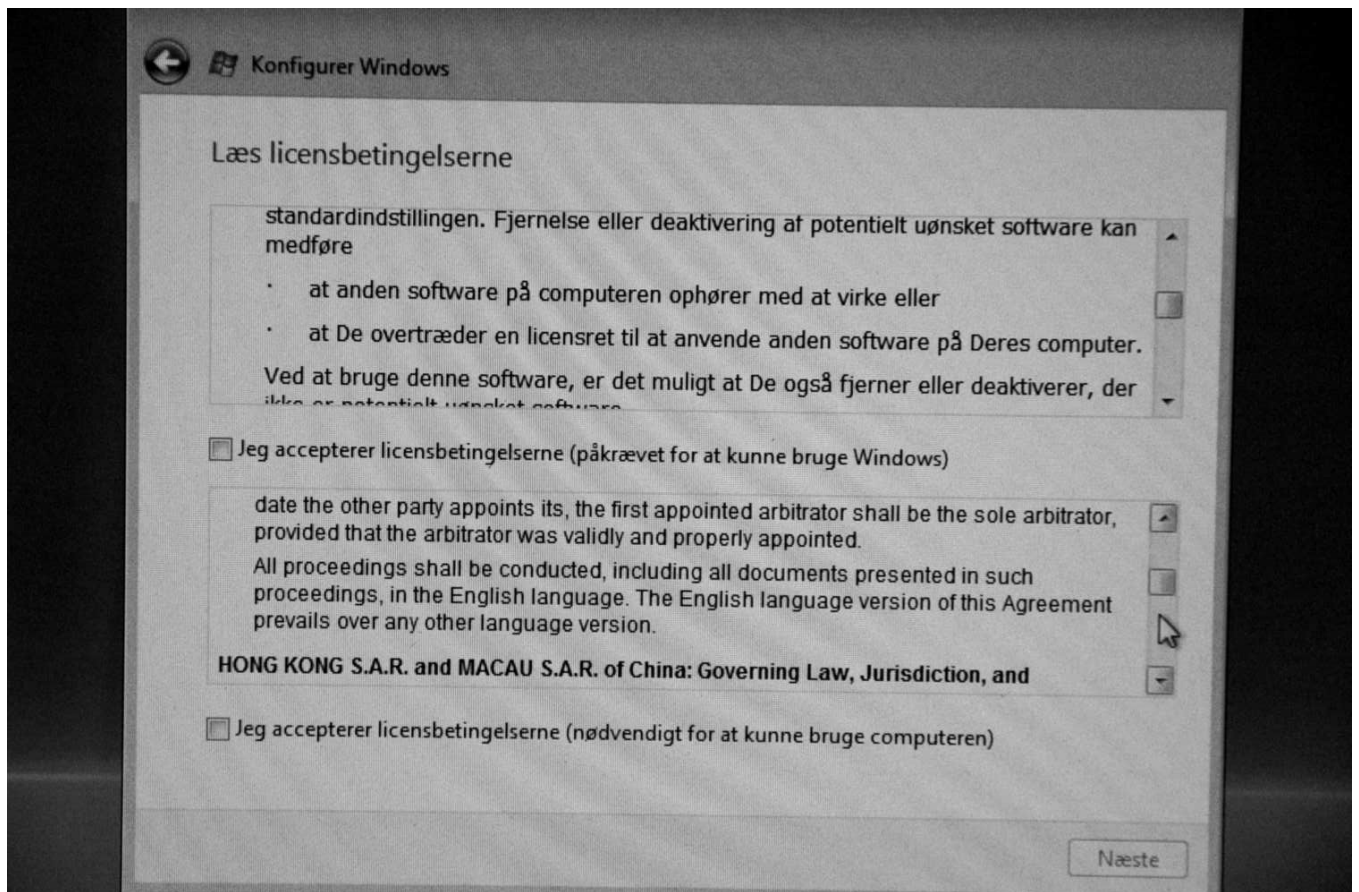 Konfigurer Windows
Læs licensbetingelserne
standardindstillingen. Fjernelse eller deaktivering af potentielt uønsket software kan
medføre
· at anden software på computeren ophører med at virke eller
· at De overtræder en licensret til at anvende anden software på Deres computer.
Ved at bruge denne software, er det muligt at De også fjerner eller deaktiverer, der
ikke er potentielt uønsket software
Jeg accepterer licensbetingelserne (påkrævet for at kunne bruge Windows)
date the other party appoints its, the first appointed arbitrator shall be the sole arbitrator,
provided that the arbitrator was validly and properly appointed.
All proceedings shall be conducted, including all documents presented in such
proceedings, in the English language. The English language version of this Agreement
prevails over any other language version.
HONG KONG S.A.R. and MACAU S.A.R. of China: Governing Law, Jurisdiction, and
Jeg accepterer licensbetingelserne (nødvendigt for at kunne bruge computeren)
Næste